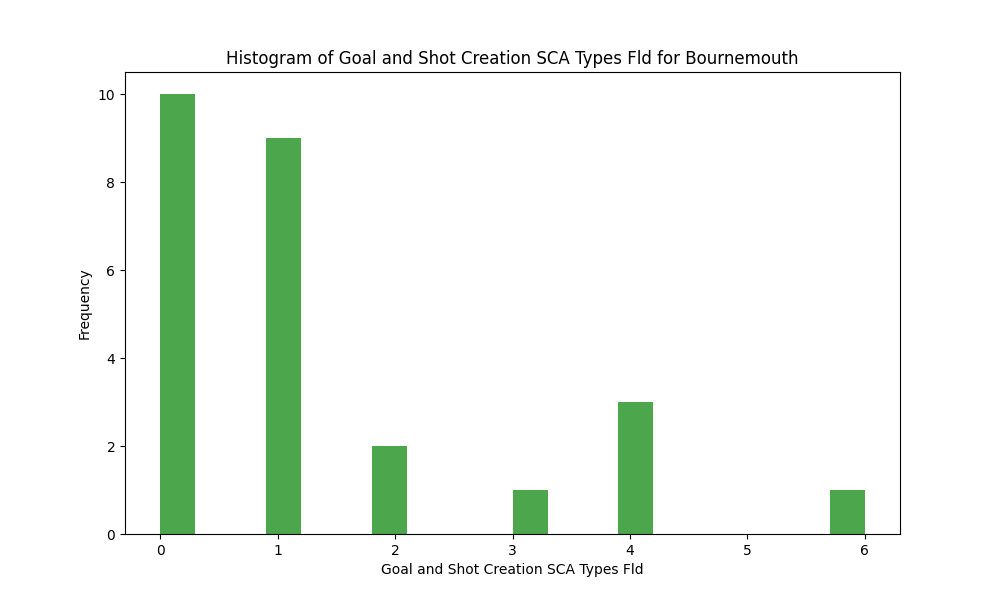 Histogram of Goal and Shot Creation SCA Types Fld for Bournemouth
10
8
6
4
2
0
Frequency
0 1 2 3 4 5 6
Goal and Shot Creation SCA Types Fld